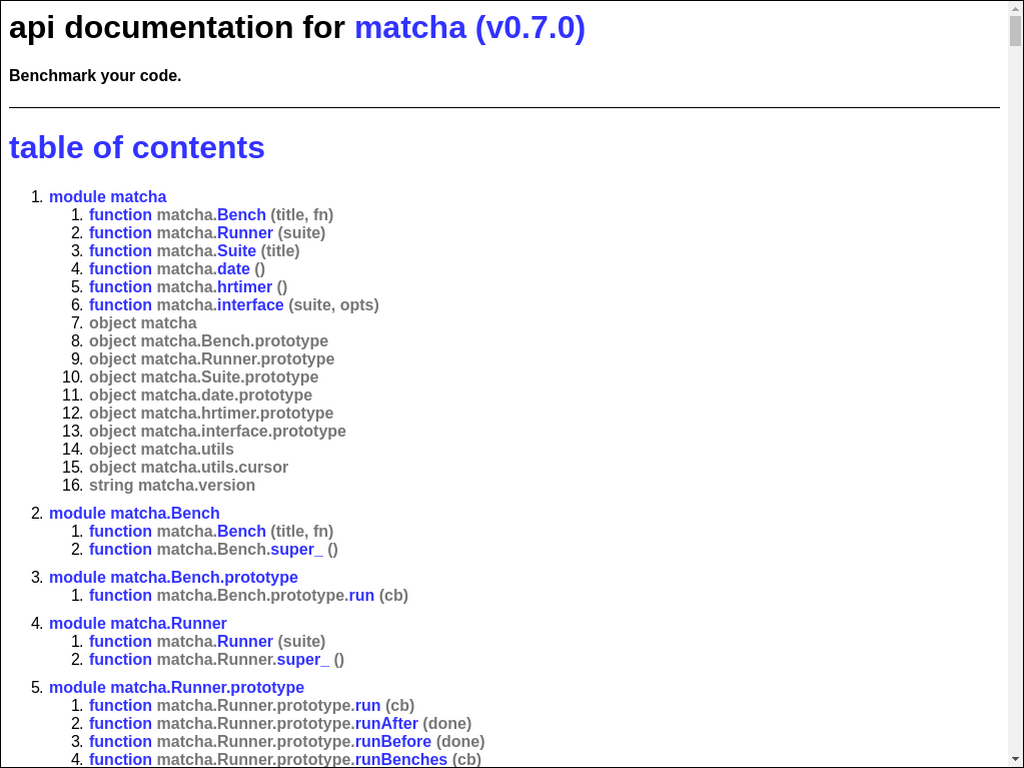 api documentation for matcha (v0.7.0)
Benchmark your code.
table of contents
1. module matcha
1. function matcha.Bench (title, fn)
2. function matcha.Runner (suite)
3. function matcha.Suite (title)
4. function matcha.date ()
5. function matcha.hrtimer ()
6. function matcha.interface (suite, opts)
7. object matcha
8. object matcha.Bench.prototype
9. object matcha.Runner.prototype
10. object matcha.Suite.prototype
11. object matcha.date.prototype
12. object matcha.hrtimer.prototype
13. object matcha.interface.prototype
14. object matcha.utils
15. object matcha.utils.cursor
16. string matcha.version
2. module matcha.Bench
1. function matcha.Bench (title, fn)
2. function matcha.Bench.super_ ()
3. module matcha.Bench.prototype
1. function matcha.Bench.prototype.run (cb)
4. module matcha.Runner
1. function matcha.Runner (suite)
2. function matcha.Runner.super_ ()
5. module matcha.Runner.prototype
1. function matcha.Runner.prototype.run (cb)
2. function matcha.Runner.prototype.runAfter (done)
3. function matcha.Runner.prototype.runBefore (done)
4. function matcha.Runner.prototype.runBenches (cb)